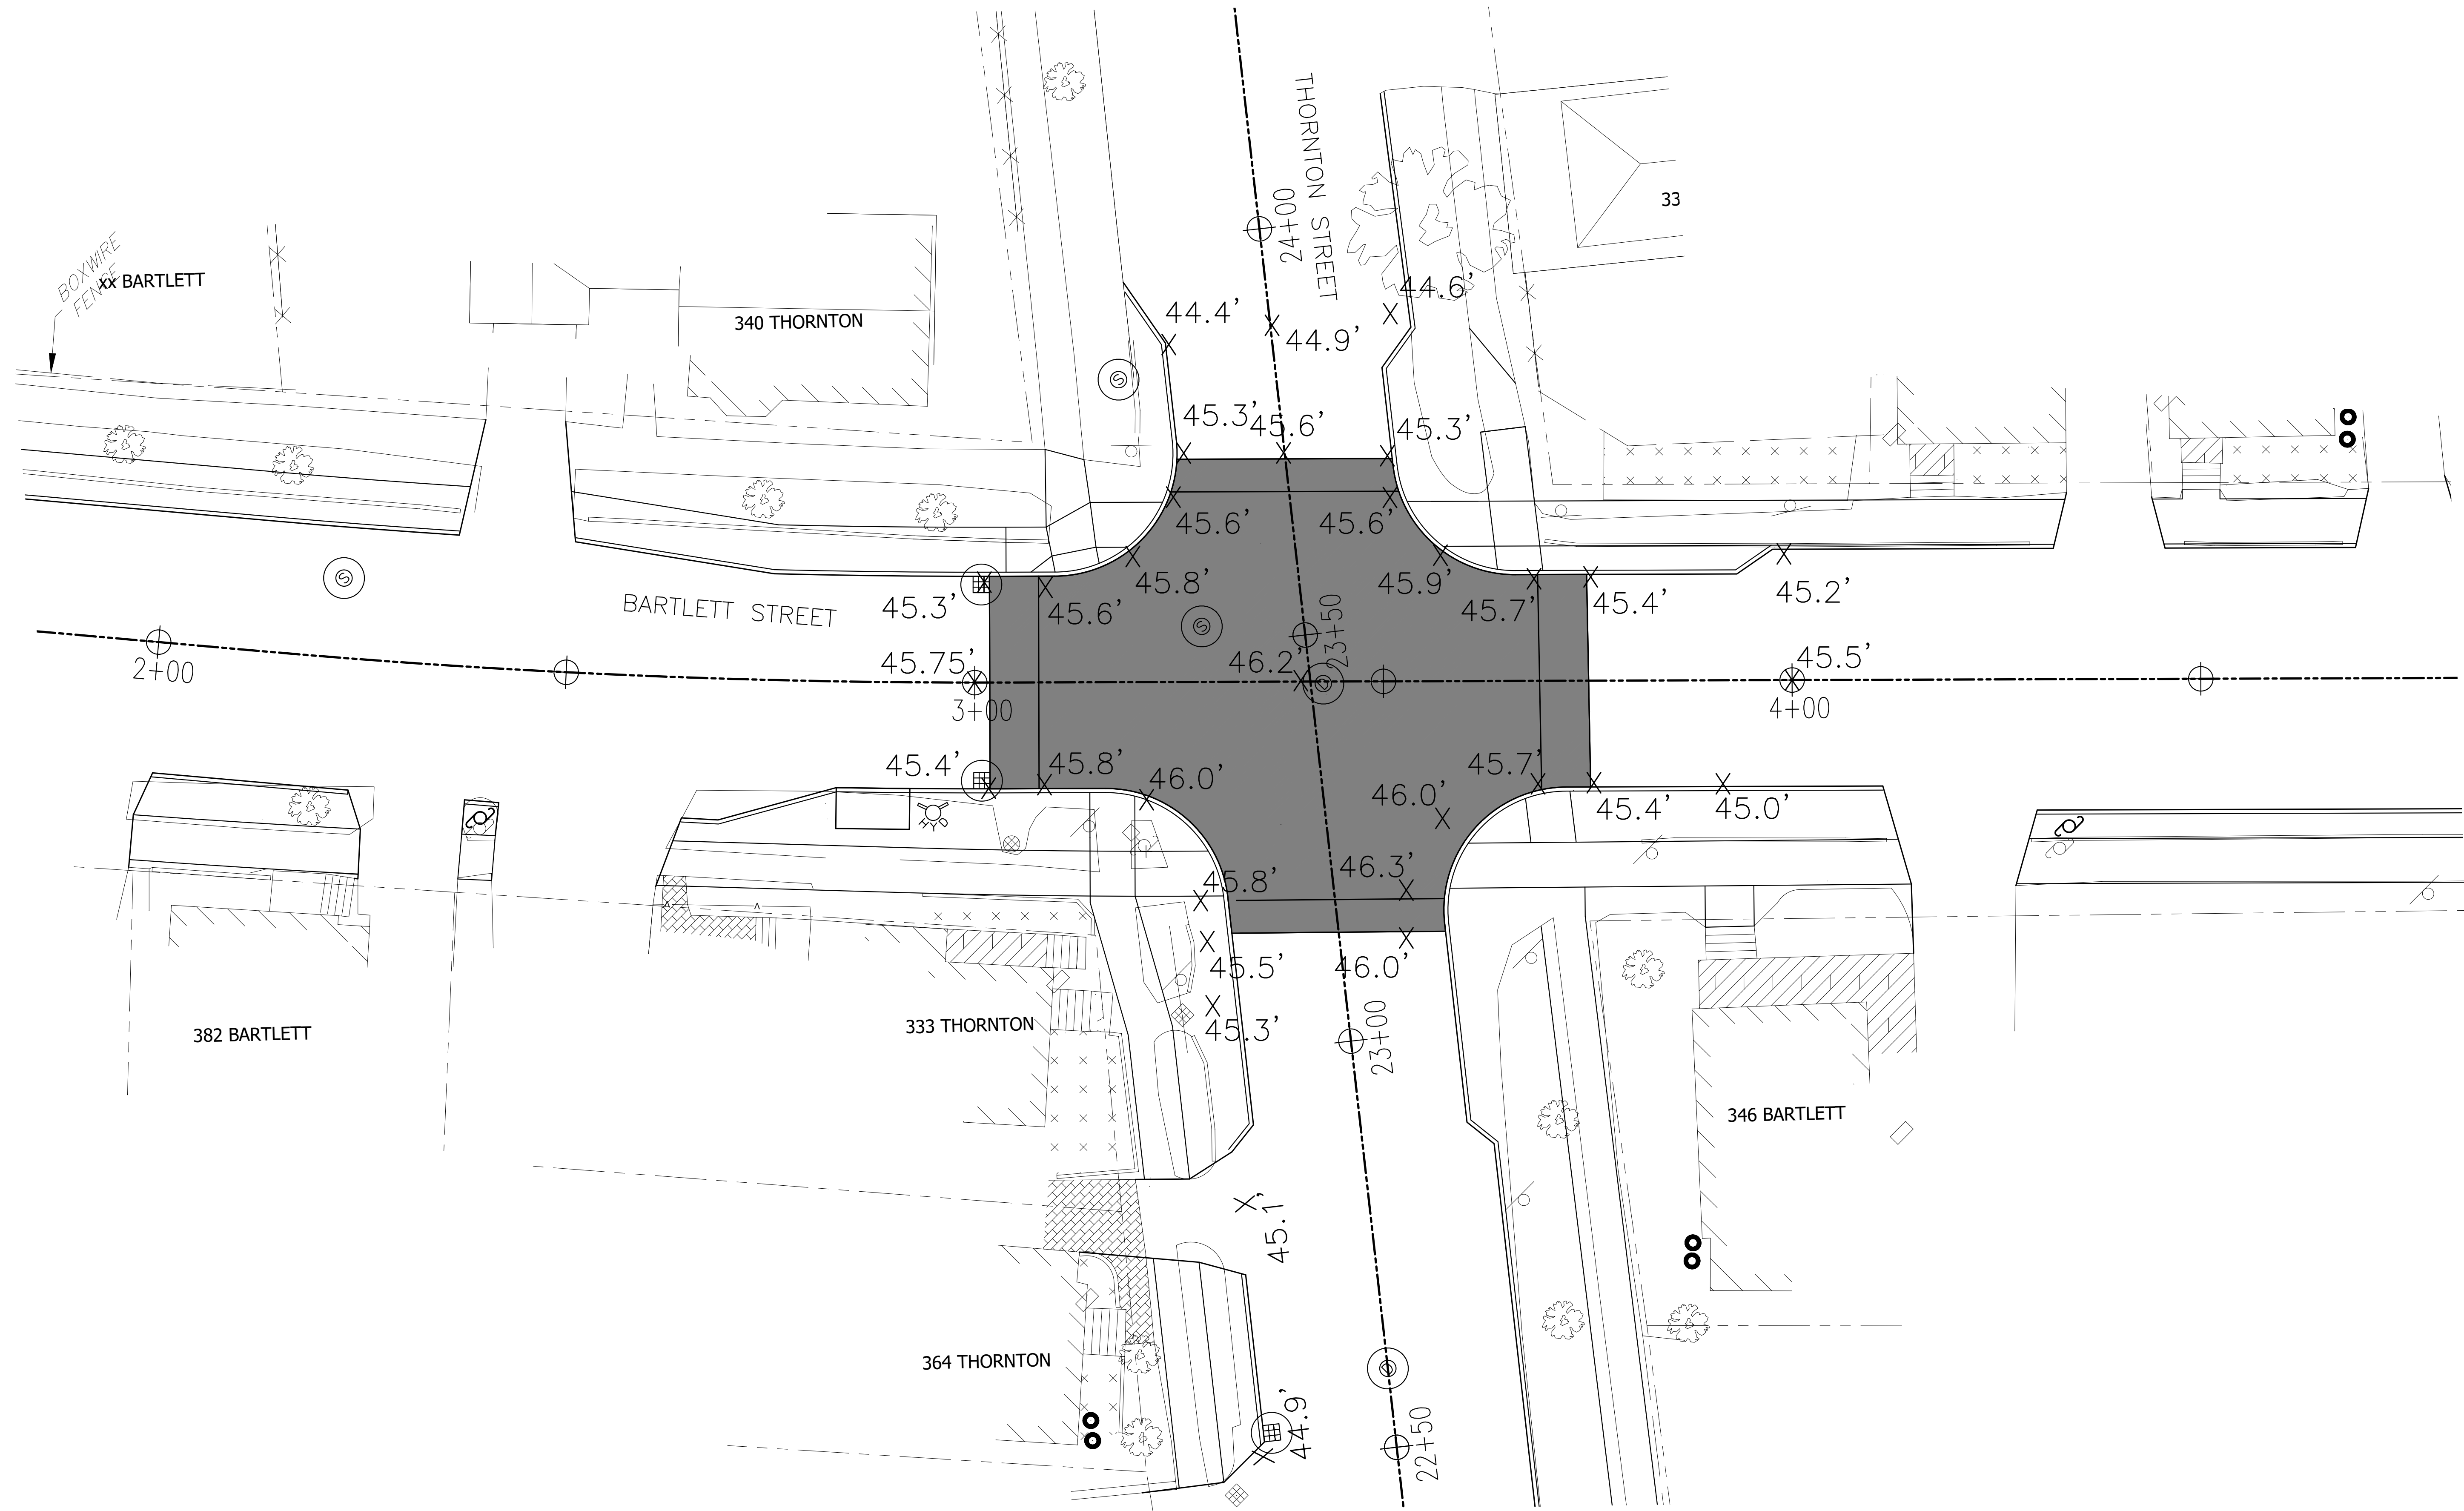 THORNTON STREET
24+00
33
BOXWIRE
FENCE
xx BARTLETT
340 THORNTON
44.6'
44.4'
44.9'
45.3'
45.6'
45.3'
45.6'
45.6'
45.8'
45.9'
45.3'
45.6'
45.7'
45.4'
45.2'
BARTLETT STREET
23+50
2+00
45.75'
46.2'
45.5'
3+00
4+00
45.4'
45.8'
46.0'
45.7'
46.0'
45.4'
45.0'
HYD
45.8'
46.3'
45.5'
46.0'
45.3'
23+00
382 BARTLETT
333 THORNTON
346 BARTLETT
45.1'
364 THORNTON
44.9'
22+50
S
S
S
D
D